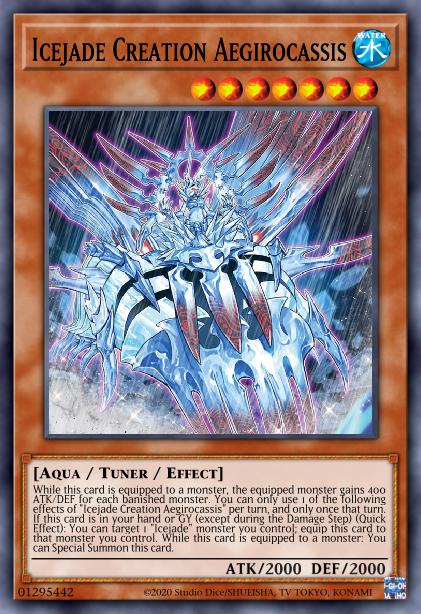 Icejade Creation Aegirocassis
WATER
水
[Aqua / Tuner / Effect]
While this card is equipped to a monster, the equipped monster gains 400
ATK/DEF for each banished monster. You can only use 1 of the following
effects of "Icejade Creation Aegirocassis" per turn, and only once that turn.
If this card is in your hand or GY (except during the Damage Step) (Quick
Effect): You can target 1 "Icejade" monster you control; equip this card to
that monster you control. While this card is equipped to a monster: You
can Special Summon this card.
ATK/2000 DEF/2000
01295442
©2020 Studio Dice/SHUEISHA, TV TOKYO, KONAMI